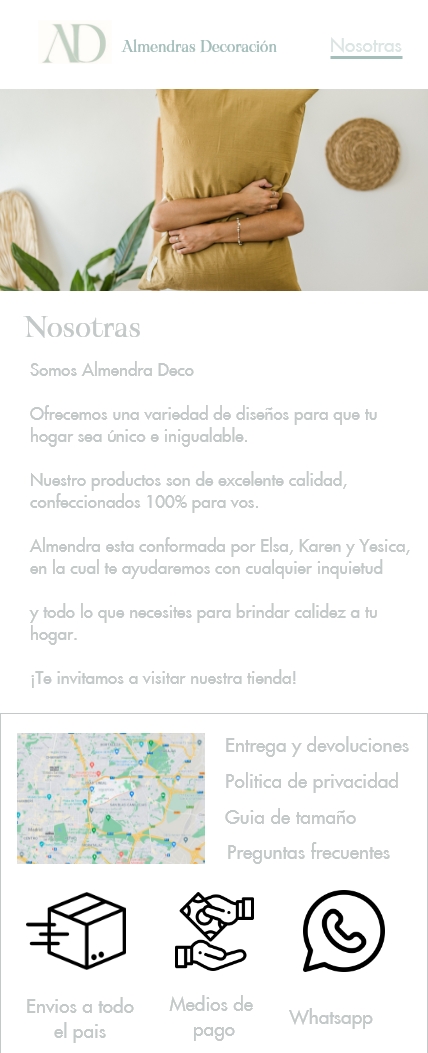 AD
Almendras Decoración
Nosotras
Nosotras
Somos Almendra Deco
Ofrecemos una variedad de diseños para que tu
hogar sea único e inigualable.
Nuestro productos son de excelente calidad,
confeccionados 100% para vos.
Almendra esta conformada por Elsa, Karen y Yesica,
en la cual te ayudaremos con cualquier inquietud
y todo lo que necesites para brindar calidez a tu
hogar.
¡Te invitamos a visitar nuestra tienda!
Madrid
Entrega y devoluciones
Politica de privacidad
Guia de tamaño
Preguntas frecuentes
Envios a todo
el pais
Medios de
pago
Whatsapp